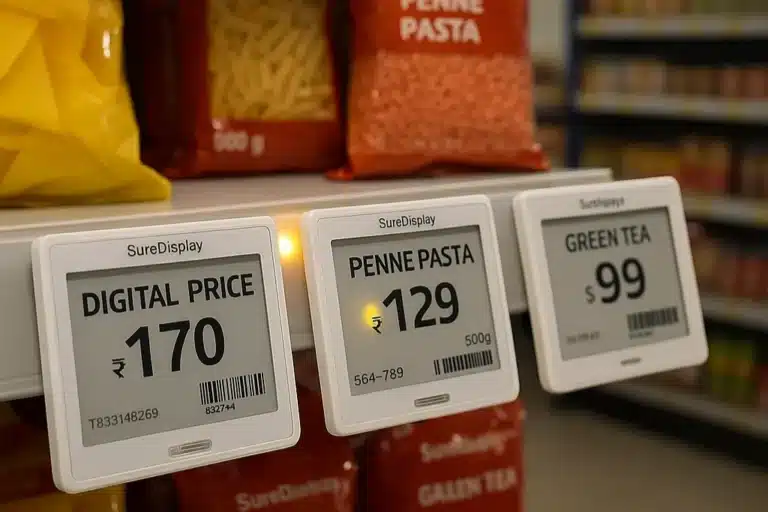 PENNE
PASTA
500 g
SureDisplay
DIGITAL PRICE
₹170
T833148269
832744
SureDisplay
PENNE PASTA
₹129
500g
564-789
GREEN TEA
$99
SureDisplay
GALEN TEA